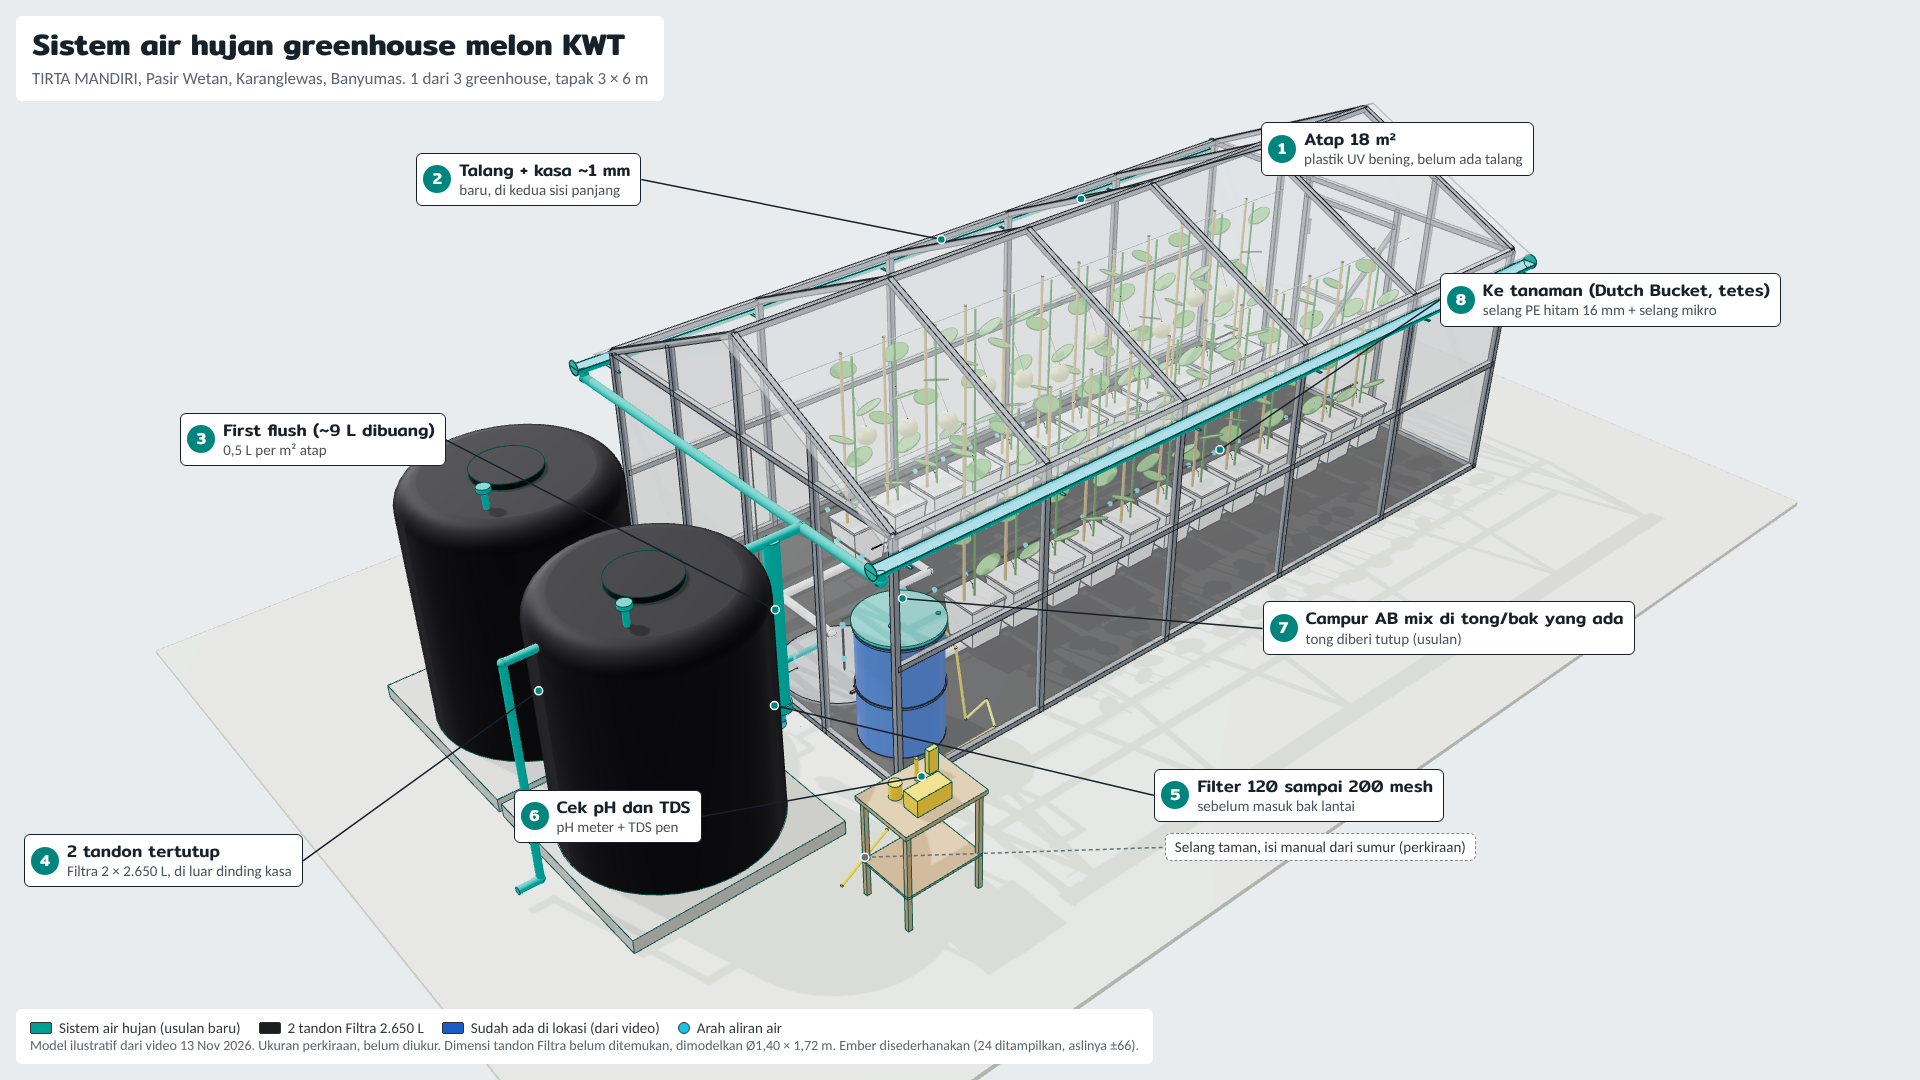 Sistem air hujan greenhouse melon KWT
TIRTA MANDIRI, Pasir Wetan, Karanglewas, Banyumas. 1 dari 3 greenhouse, tapak 3 × 6 m
1
Atap 18 m²
plastik UV bening, belum ada talang
2
Talang + kasa ~1 mm
baru, di kedua sisi panjang
8
Ke tanaman (Dutch Bucket, tetes)
selang PE hitam 16 mm + selang mikro
3
First flush (~9 L dibuang)
0,5 L per m² atap
7
Campur AB mix di tong/bak yang ada
tong diberi tutup (usulan)
5
Filter 120 sampai 200 mesh
sebelum masuk bak lantai
6
Cek pH dan TDS
pH meter + TDS pen
4
2 tandon tertutup
Filtra 2 × 2.650 L, di luar dinding kasa
Selang taman, isi manual dari sumur (perkiraan)
Sistem air hujan (usulan baru)
2 tandon Filtra 2.650 L
Sudah ada di lokasi (dari video)
Arah aliran air
Model ilustratif dari video 13 Nov 2026. Ukuran perkiraan, belum diukur. Dimensi tandon Filtra belum ditemukan, dimodelkan Ø1,40 × 1,72 m. Ember disederhanakan (24 ditampilkan, aslinya ±66).